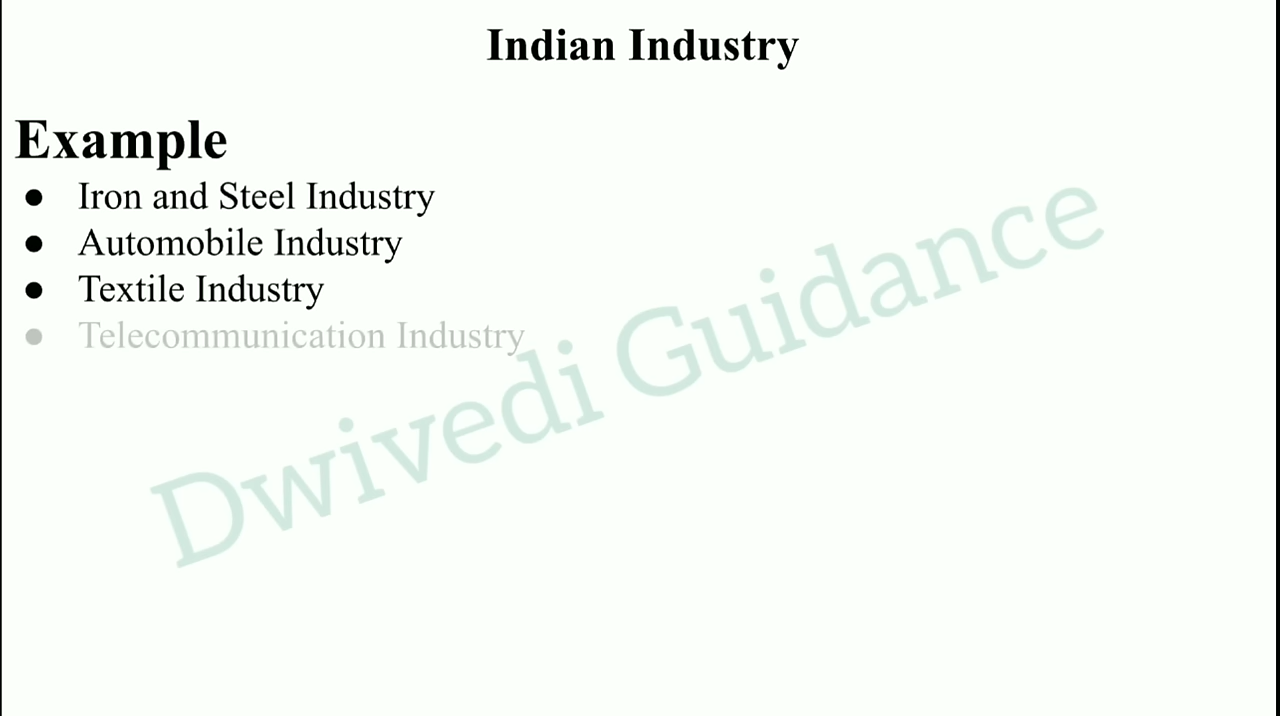 Indian Industry
Example
● Iron and Steel Industry
● Automobile Industry
● Textile Industry
● Telecommunication Industry
Dwivedi Guidance